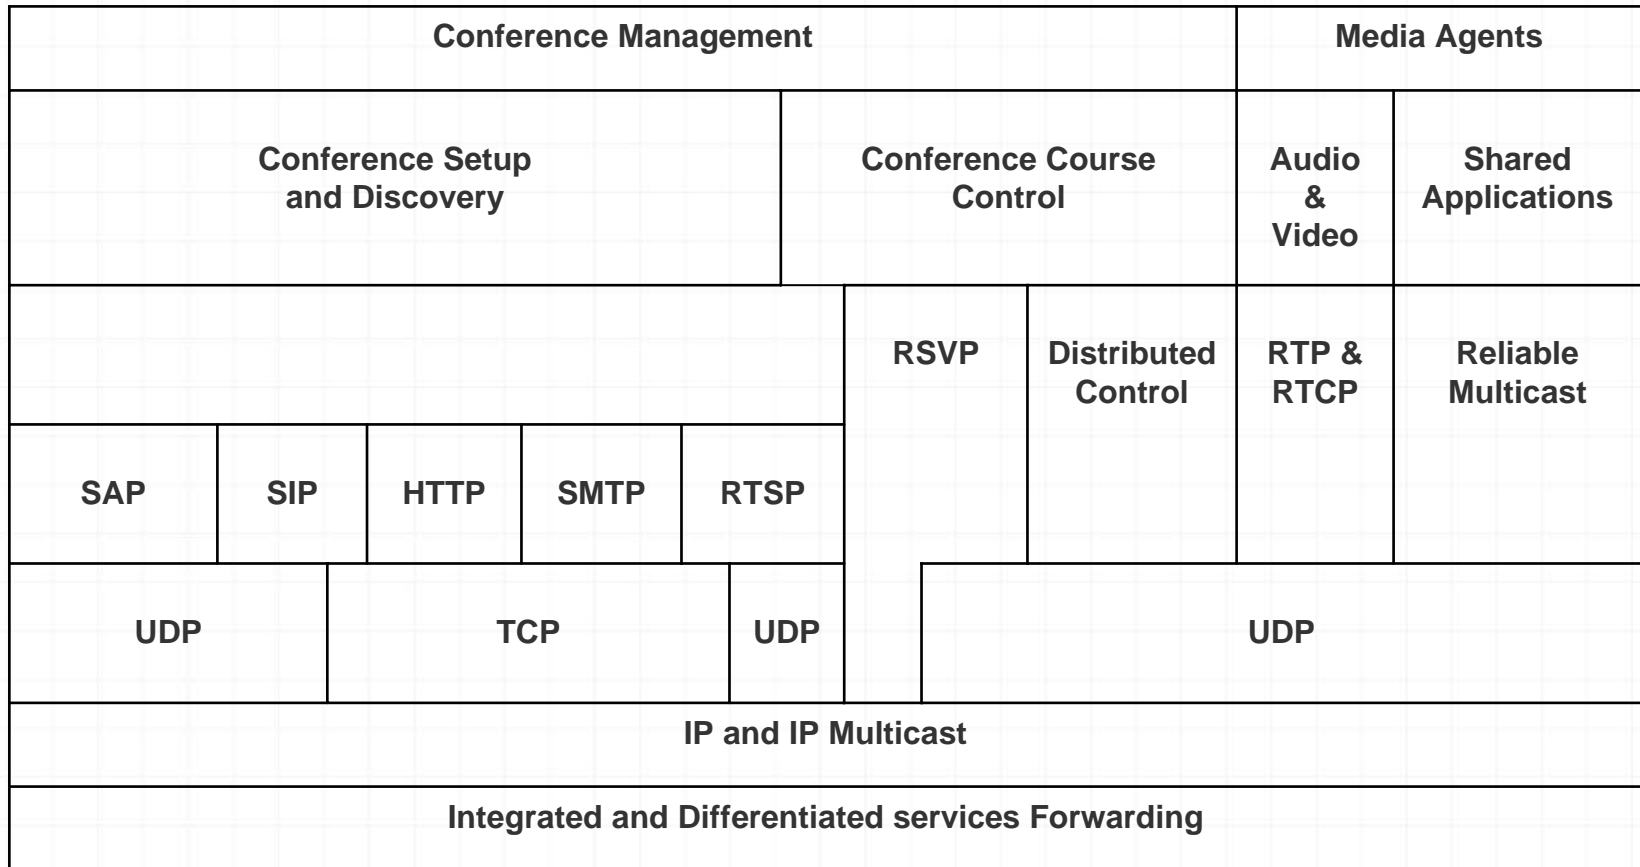 Conference Management
Media Agents
Conference Setup
and Discovery
Conference Course
Control
Audio
&
Video
Shared
Applications
RSVP
Distributed
Control
RTP &
RTCP
Reliable
Multicast
SAP
SIP
HTTP
SMTP
RTSP
UDP
TCP
UDP
UDP
IP and IP Multicast
Integrated and Differentiated services Forwarding